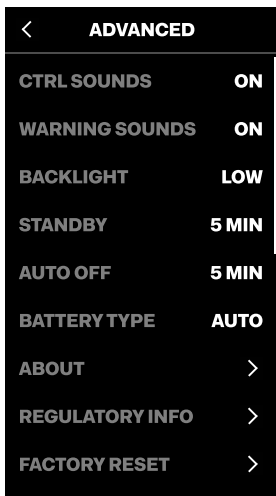 ADVANCED
CTRL SOUNDS ON
WARNING SOUNDS ON
BACKLIGHT LOW
STANDBY 5 MIN
AUTO OFF 5 MIN
BATTERY TYPE AUTO
ABOUT
REGULATORY INFO
FACTORY RESET